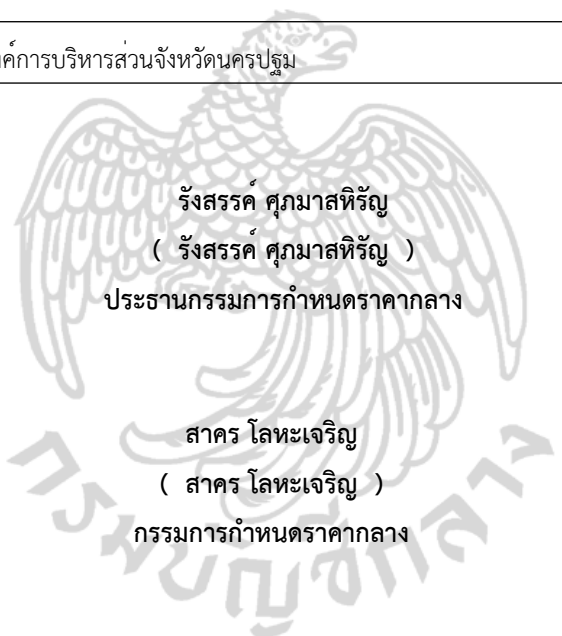 ค์การบริหารส่วนจังหวัดนครปฐม
รังสรรค์ ศุภมาสหิรัญ
( รังสรรค์ ศุภมาสหิรัญ )
ประธานกรรมการกำหนดราคากลาง
สาคร โลหะเจริญ
( สาคร โลหะเจริญ )
กรรมการกำหนดราคากลาง
กรมบัญชีกลาง